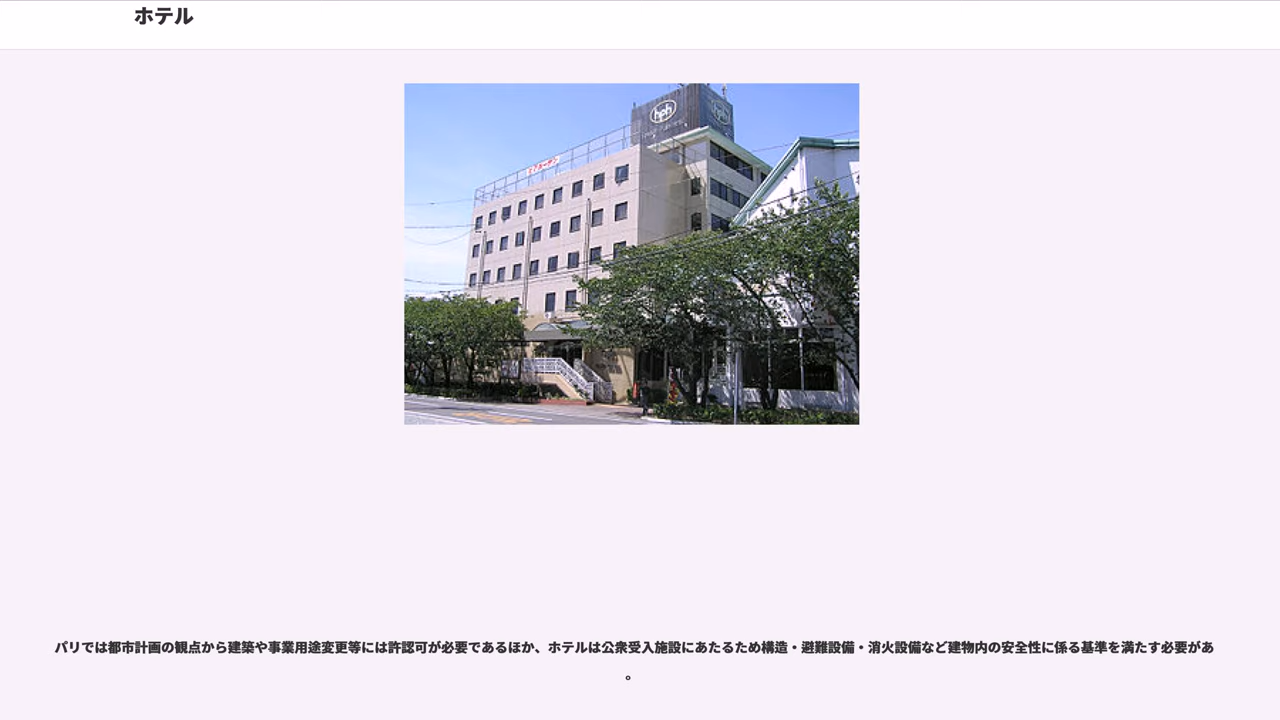 ホテル
hph
パリでは都市計画の観点から建築や事業用途変更等には許認可が必要であるほか、ホテルは公衆受入施設にあたるため構造・避難設備・消火設備など建物内の安全性に係る基準を満たす必要があ
。